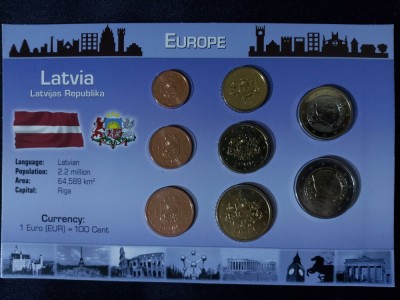 EUROPE
Latvia
Latvijas Republika
Language: Latvian
Population: 2.2 million
Area: 64,589 km²
Capital: Riga
Currency:
1 Euro (EUR) = 100 Cent